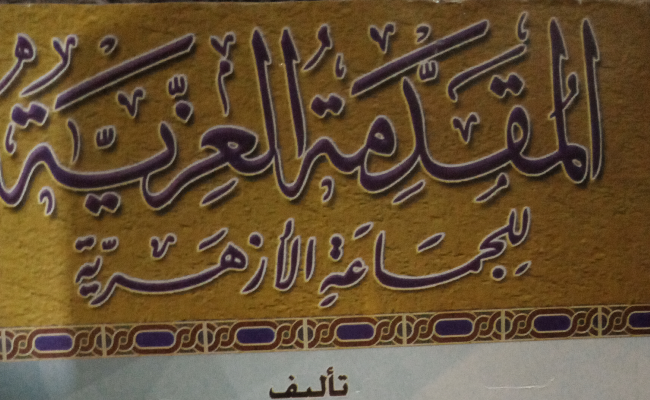 المُقَدِّمَةُ العِزِّيَّةُ
لِلجَمَاعَةِ الأَزْهَرِيَّةِ
تأليف